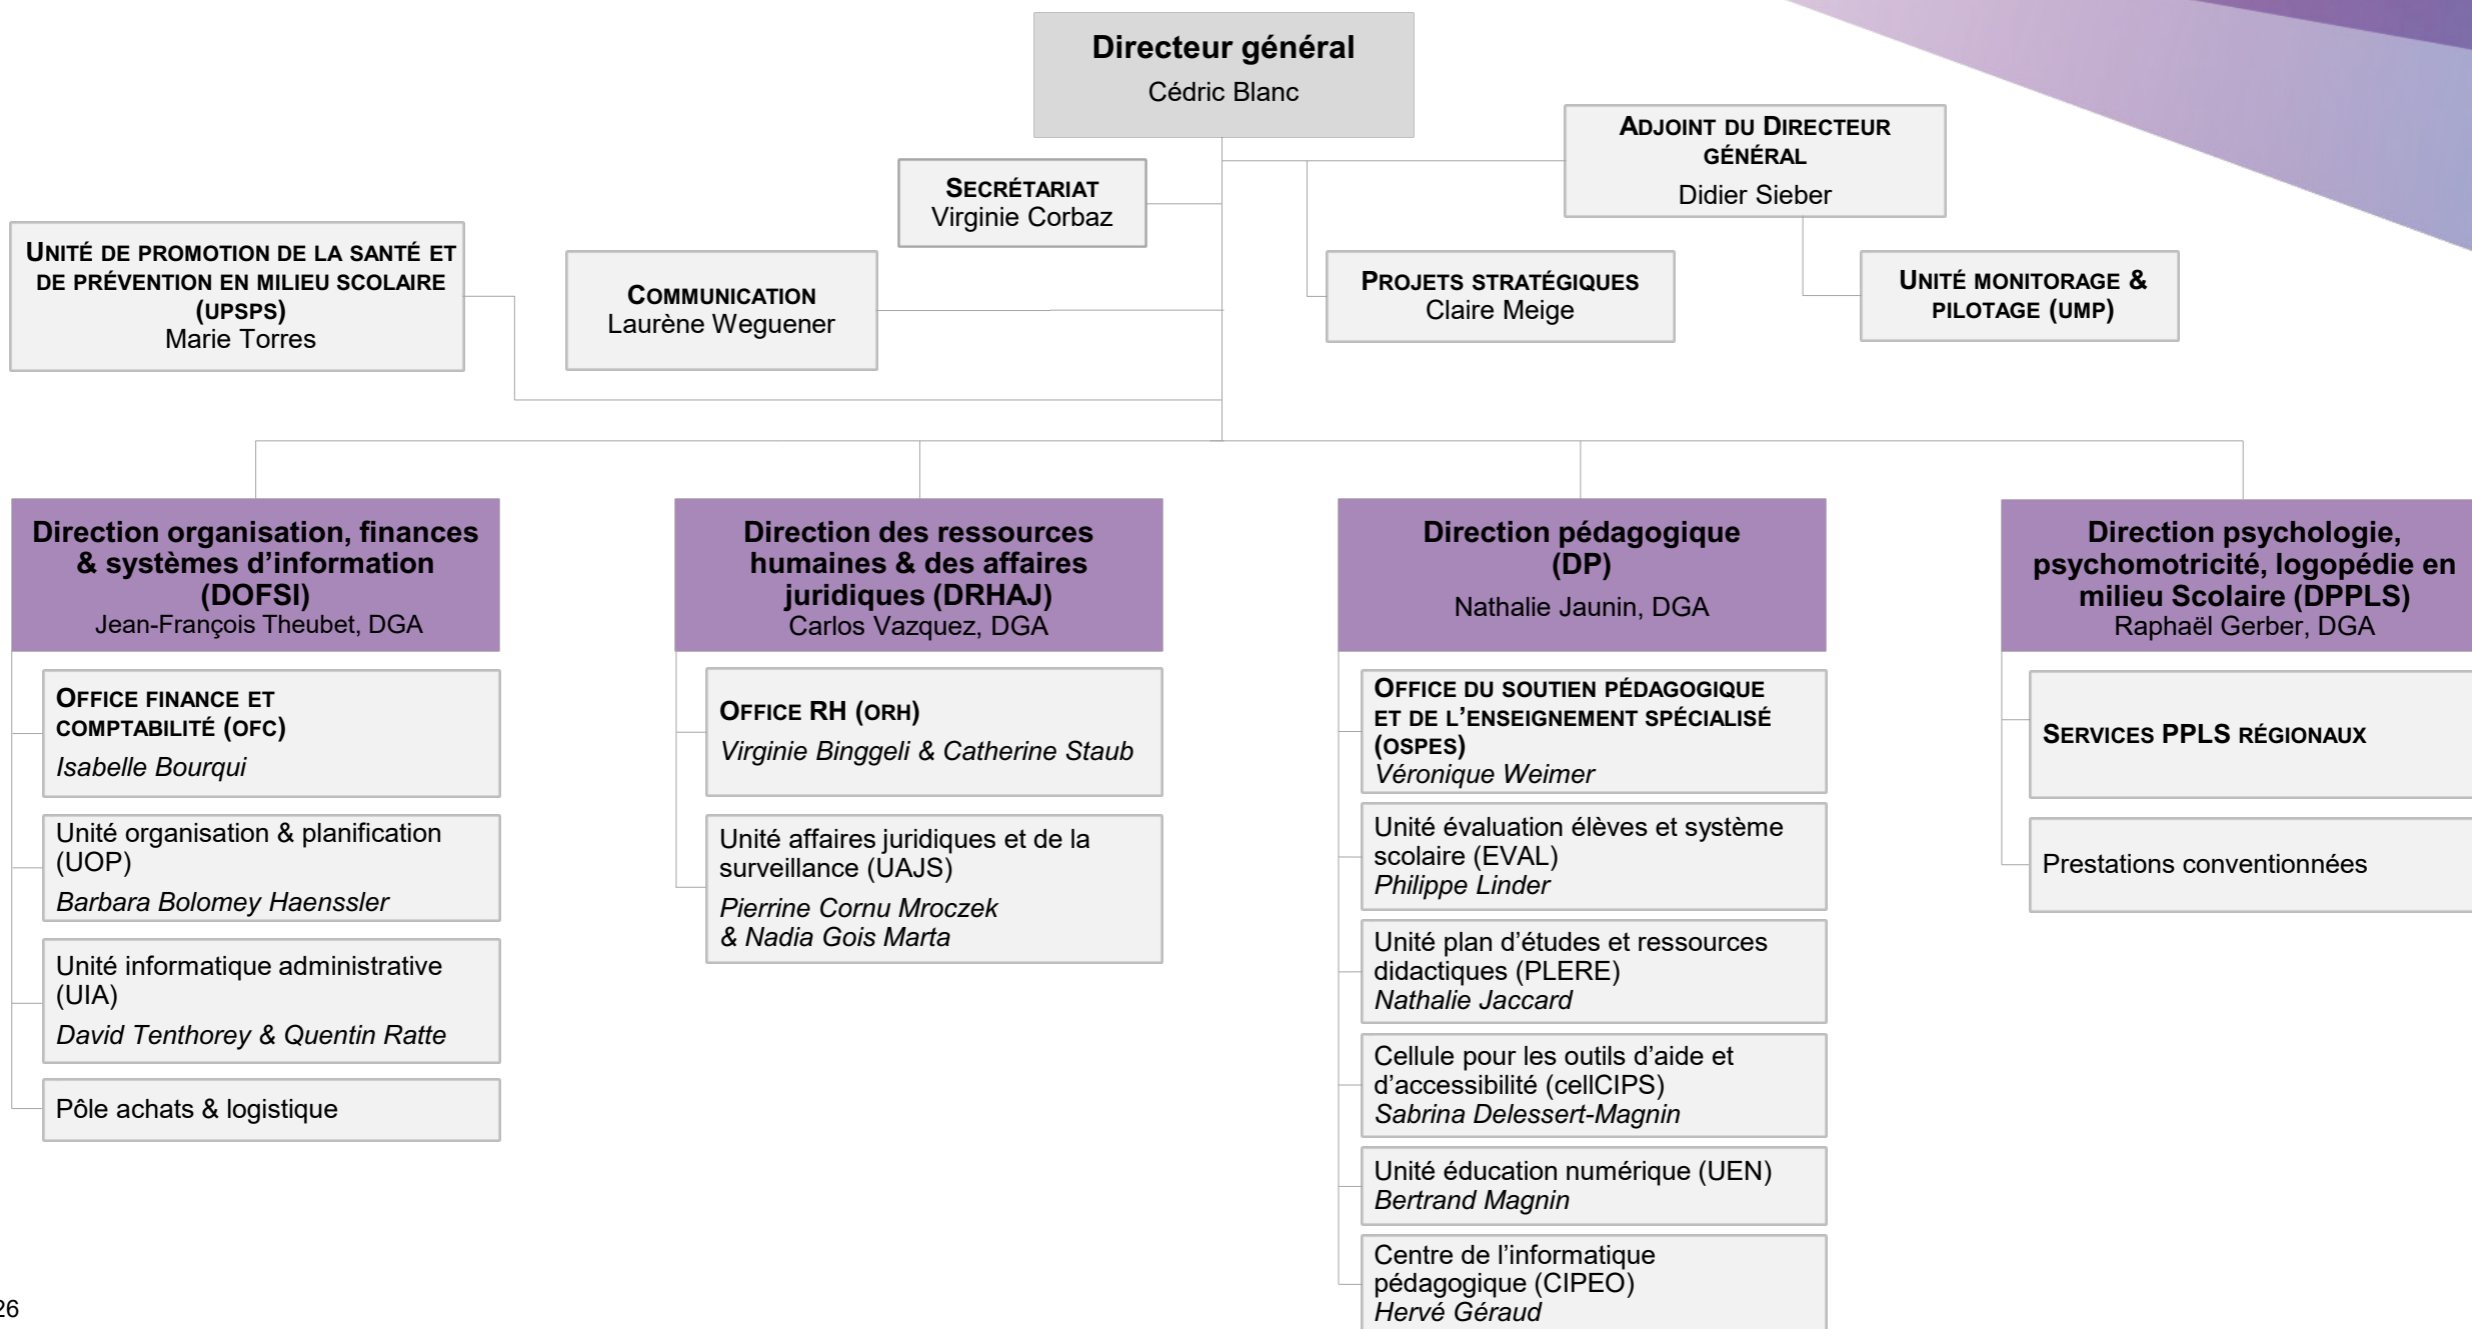 Directeur général
Cédric Blanc
ADJOINT DU DIRECTEUR
GÉNÉRAL
Didier Sieber
SECRÉTARIAT
Virginie Corbaz
UNITÉ DE PROMOTION DE LA SANTÉ ET
DE PRÉVENTION EN MILIEU SCOLAIRE
(UPSPS)
Marie Torres
COMMUNICATION
Laurène Weguener
PROJETS STRATÉGIQUES
Claire Meige
UNITÉ MONITORAGE &
PILOTAGE (UMP)
Direction organisation, finances
& systèmes d’information
(DOFSI)
Jean-François Theubet, DGA
OFFICE FINANCE ET
COMPTABILITÉ (OFC)
Isabelle Bourqui
Unité organisation & planification
(UOP)
Barbara Bolomey Haenssler
Unité informatique administrative
(UIA)
David Tenthorey & Quentin Ratte
Pôle achats & logistique
Direction des ressources
humaines & des affaires
juridiques (DRHAJ)
Carlos Vazquez, DGA
OFFICE RH (ORH)
Virginie Binggeli & Catherine Staub
Unité affaires juridiques et de la
surveillance (UAJS)
Pierrine Cornu Mroczek
& Nadia Gois Marta
Direction pédagogique
(DP)
Nathalie Jaunin, DGA
OFFICE DU SOUTIEN PÉDAGOGIQUE
ET DE L’ENSEIGNEMENT SPÉCIALISÉ
(OSPES)
Véronique Weimer
Unité évaluation élèves et système
scolaire (EVAL)
Philippe Linder
Unité plan d’études et ressources
didactiques (PLERE)
Nathalie Jaccard
Cellule pour les outils d’aide et
d’accessibilité (cellCIPS)
Sabrina Delessert-Magnin
Unité éducation numérique (UEN)
Bertrand Magnin
Centre de l’informatique
pédagogique (CIPEO)
Hervé Géraud
Direction psychologie,
psychomotricité, logopédie en
milieu Scolaire (DPPLS)
Raphaël Gerber, DGA
SERVICES PPLS RÉGIONAUX
Prestations conventionnées
26